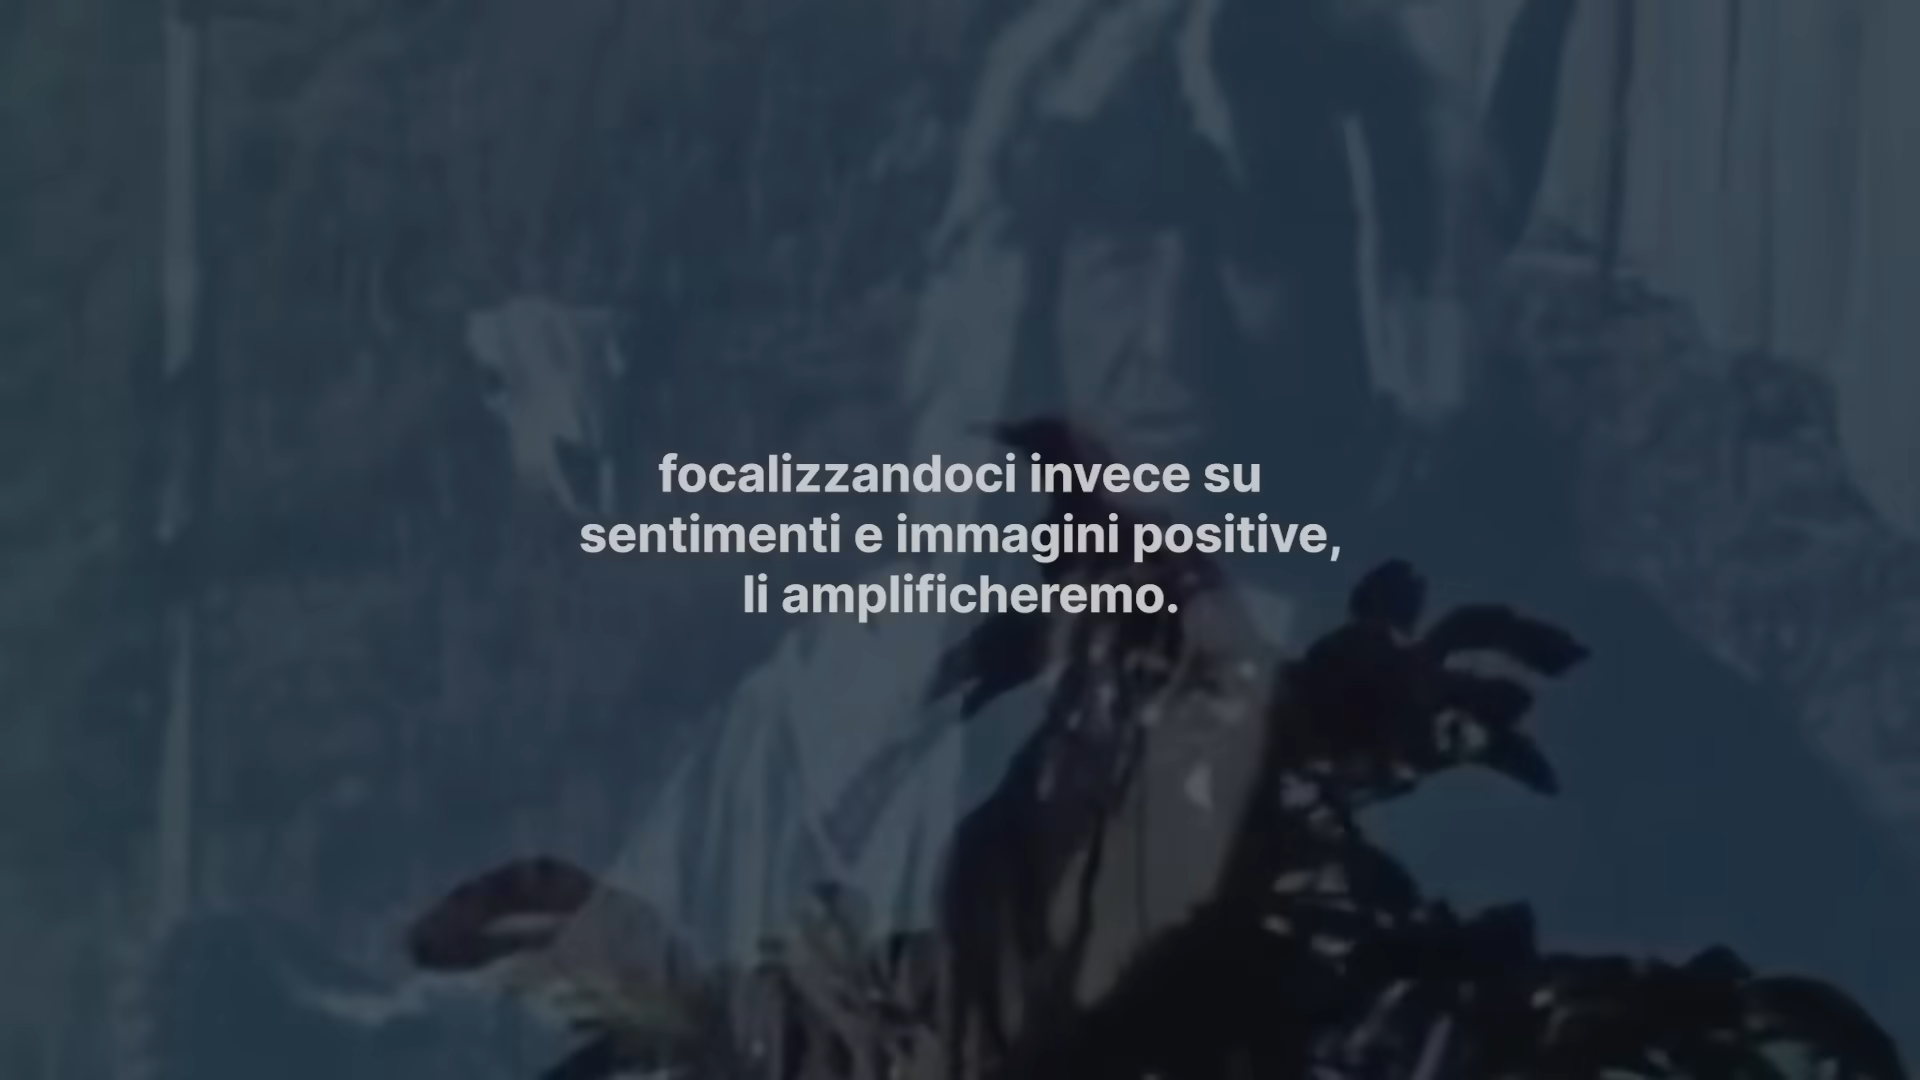 focalizzandoci invece su
sentimenti e immagini positive,
li amplificheremo.